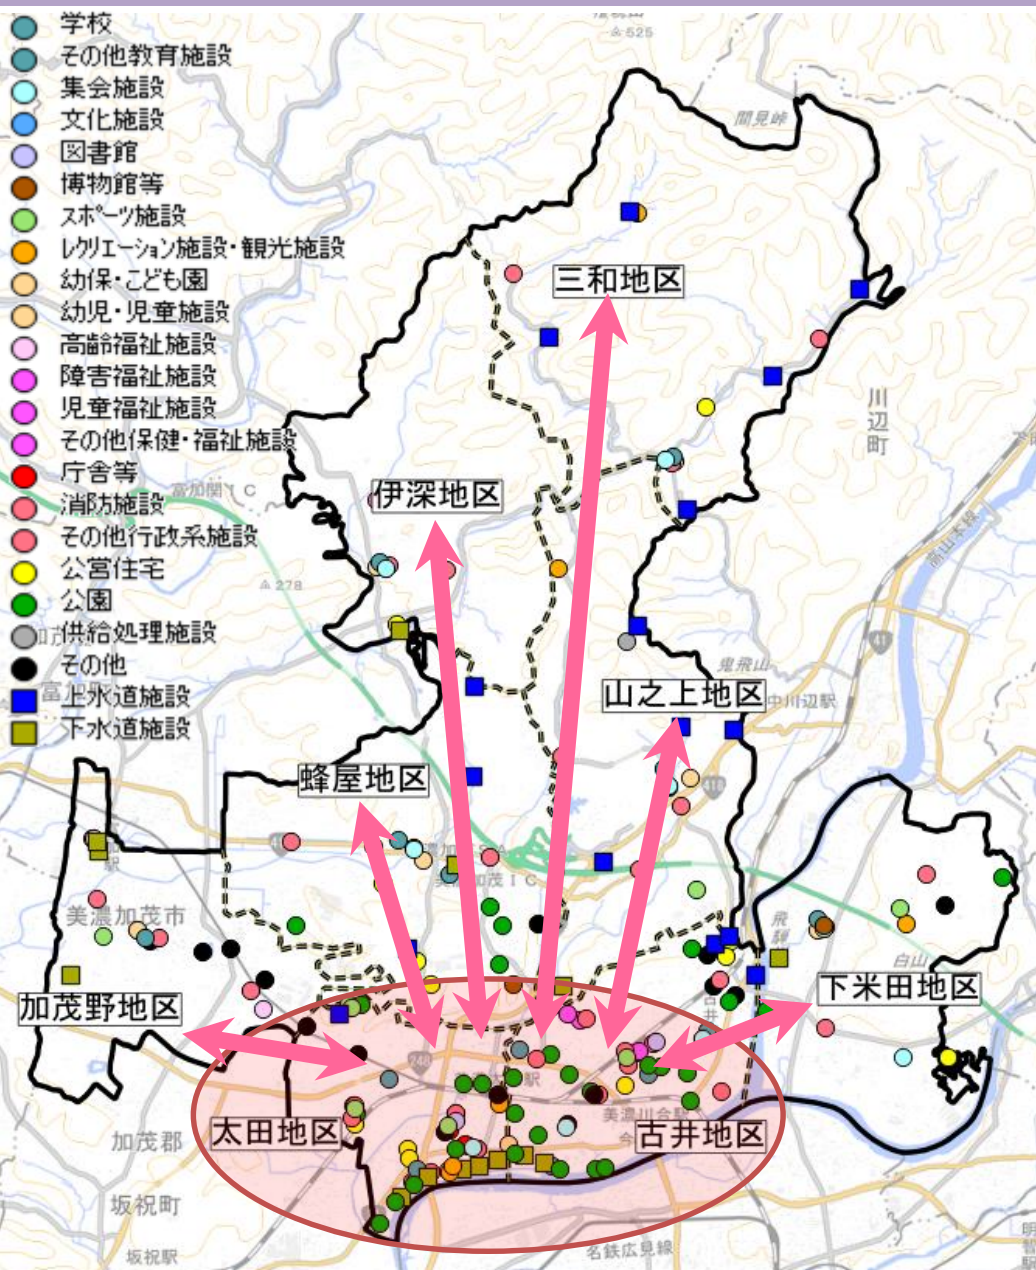 学校
その他教育施設
集会施設
文化施設
図書館
博物館等
スポーツ施設
レクリエーション施設・観光施設
幼保・こども園
幼児・児童施設
高齢福祉施設
障害福祉施設
児童福祉施設
その他保健・福祉施設
庁舎等
消防施設
その他行政系施設
公営住宅
公園
供給処理施設
その他
上水道施設
下水道施設
525
間見峠
三和地区
川辺町
富加関IC
伊深地区
高山本線
278
41
鬼飛山
山之上地区
中川辺駅
418
蜂屋地区
美濃加茂IC
美濃加茂市
飛騨
白山
加茂野地区
下米田地区
古井
248
太田地区
美濃川合駅
古井地区
加茂郡
坂祝町
坂祝駅
名鉄広見線